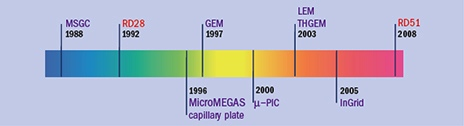 MSGC
1988
RD28
1992
GEM
1997
LEM
THGEM
2003
RD51
2008
1996
MicroMEGAS
capillary plate
2000
μ-PIC
2005
InGrid